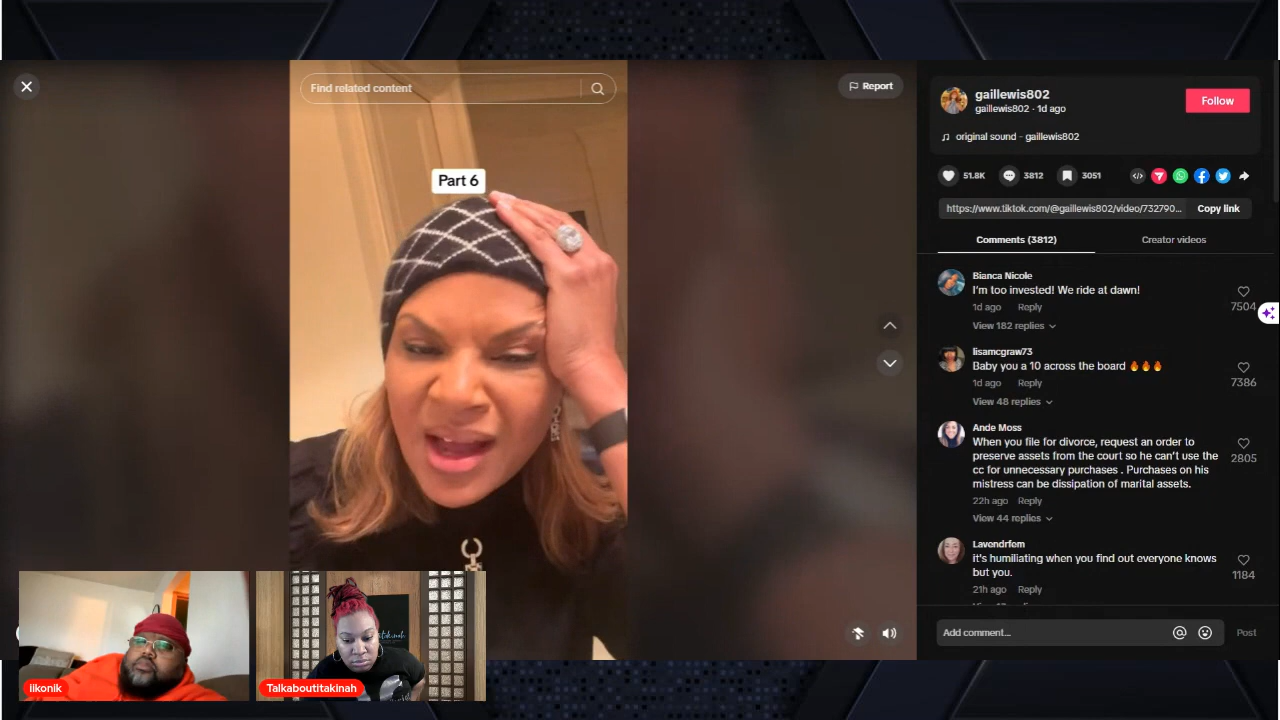 Find related content
Report
Part 6
gaillewis802
gaillewis802 · 1d ago
Follow
original sound - gaillewis802
51.8K
3812
3051
https://www.tiktok.com/@gaillewis802/video/732790...
Copy link
Comments (3812)
Creator videos
Bianca Nicole
I'm too invested! We ride at dawn!
1d ago Reply
7504
View 182 replies
lisamcgraw73
Baby you a 10 across the board 🔥🔥🔥
1d ago Reply
7386
View 48 replies
Ande Moss
When you file for divorce, request an order to
preserve assets from the court so he can't use the
cc for unnecessary purchases . Purchases on his
mistress can be dissipation of marital assets.
2805
22h ago Reply
View 44 replies
Lavendrfem
it's humiliating when you find out everyone knows
but you.
1184
21h ago Reply
Add comment...
Post
likonik
Talkaboutitakinah